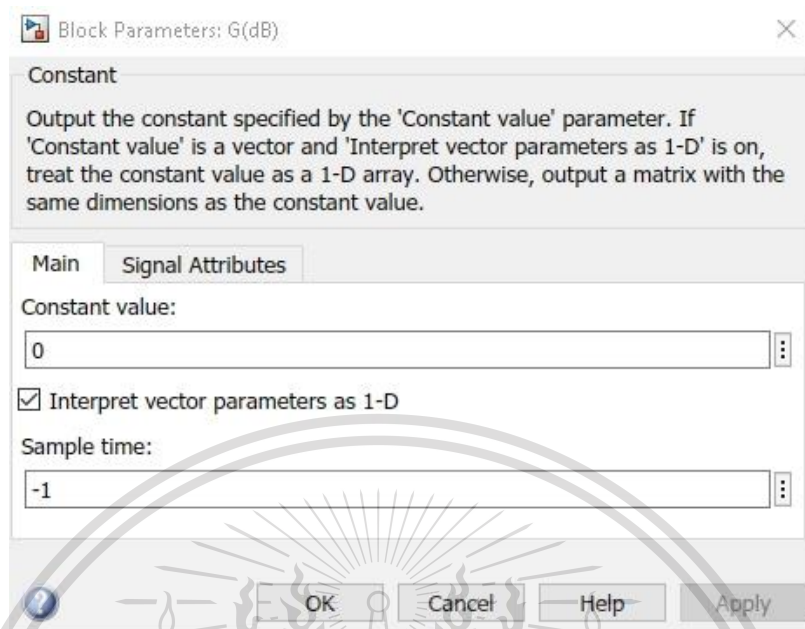 Block Parameters: G(dB)
Constant
Output the constant specified by the 'Constant value' parameter. If
'Constant value' is a vector and 'Interpret vector parameters as 1-D' is on,
treat the constant value as a 1-D array. Otherwise, output a matrix with the
same dimensions as the constant value.
Main Signal Attributes
Constant value:
0
Interpret vector parameters as 1-D
Sample time:
-1
OK Cancel Help Apply